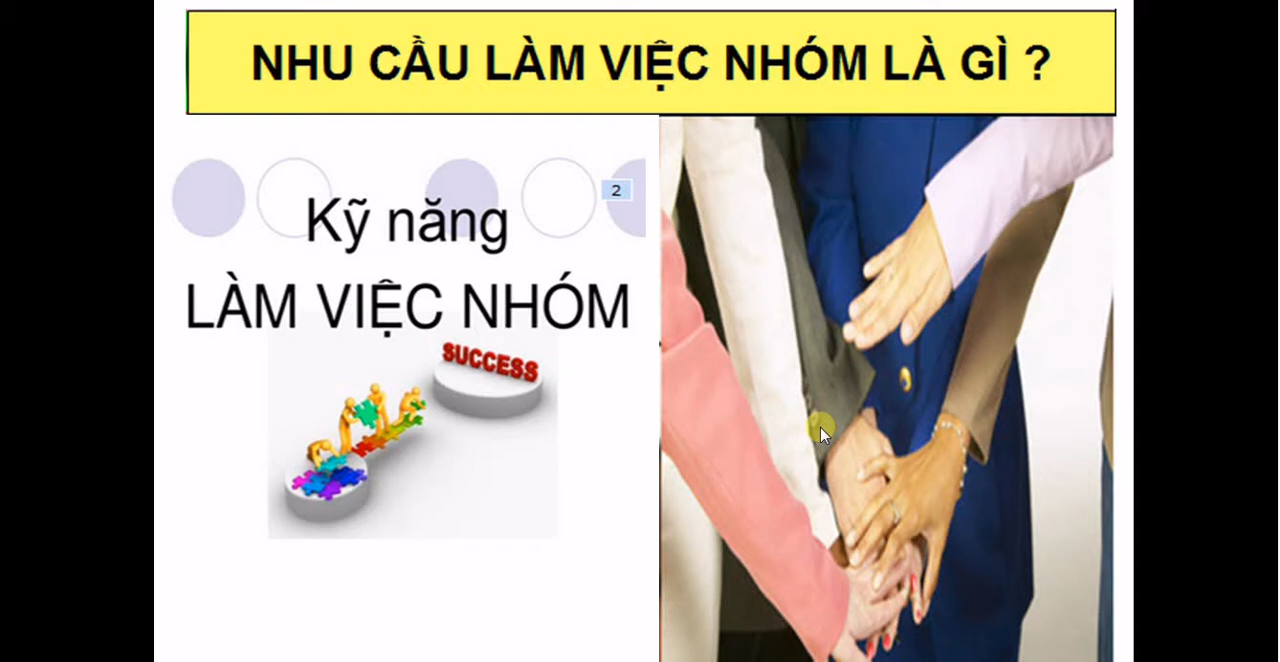 NHU CẦU LÀM VIỆC NHÓM LÀ GÌ ?
2
Kỹ năng
LÀM VIỆC NHÓM
SUCCESS